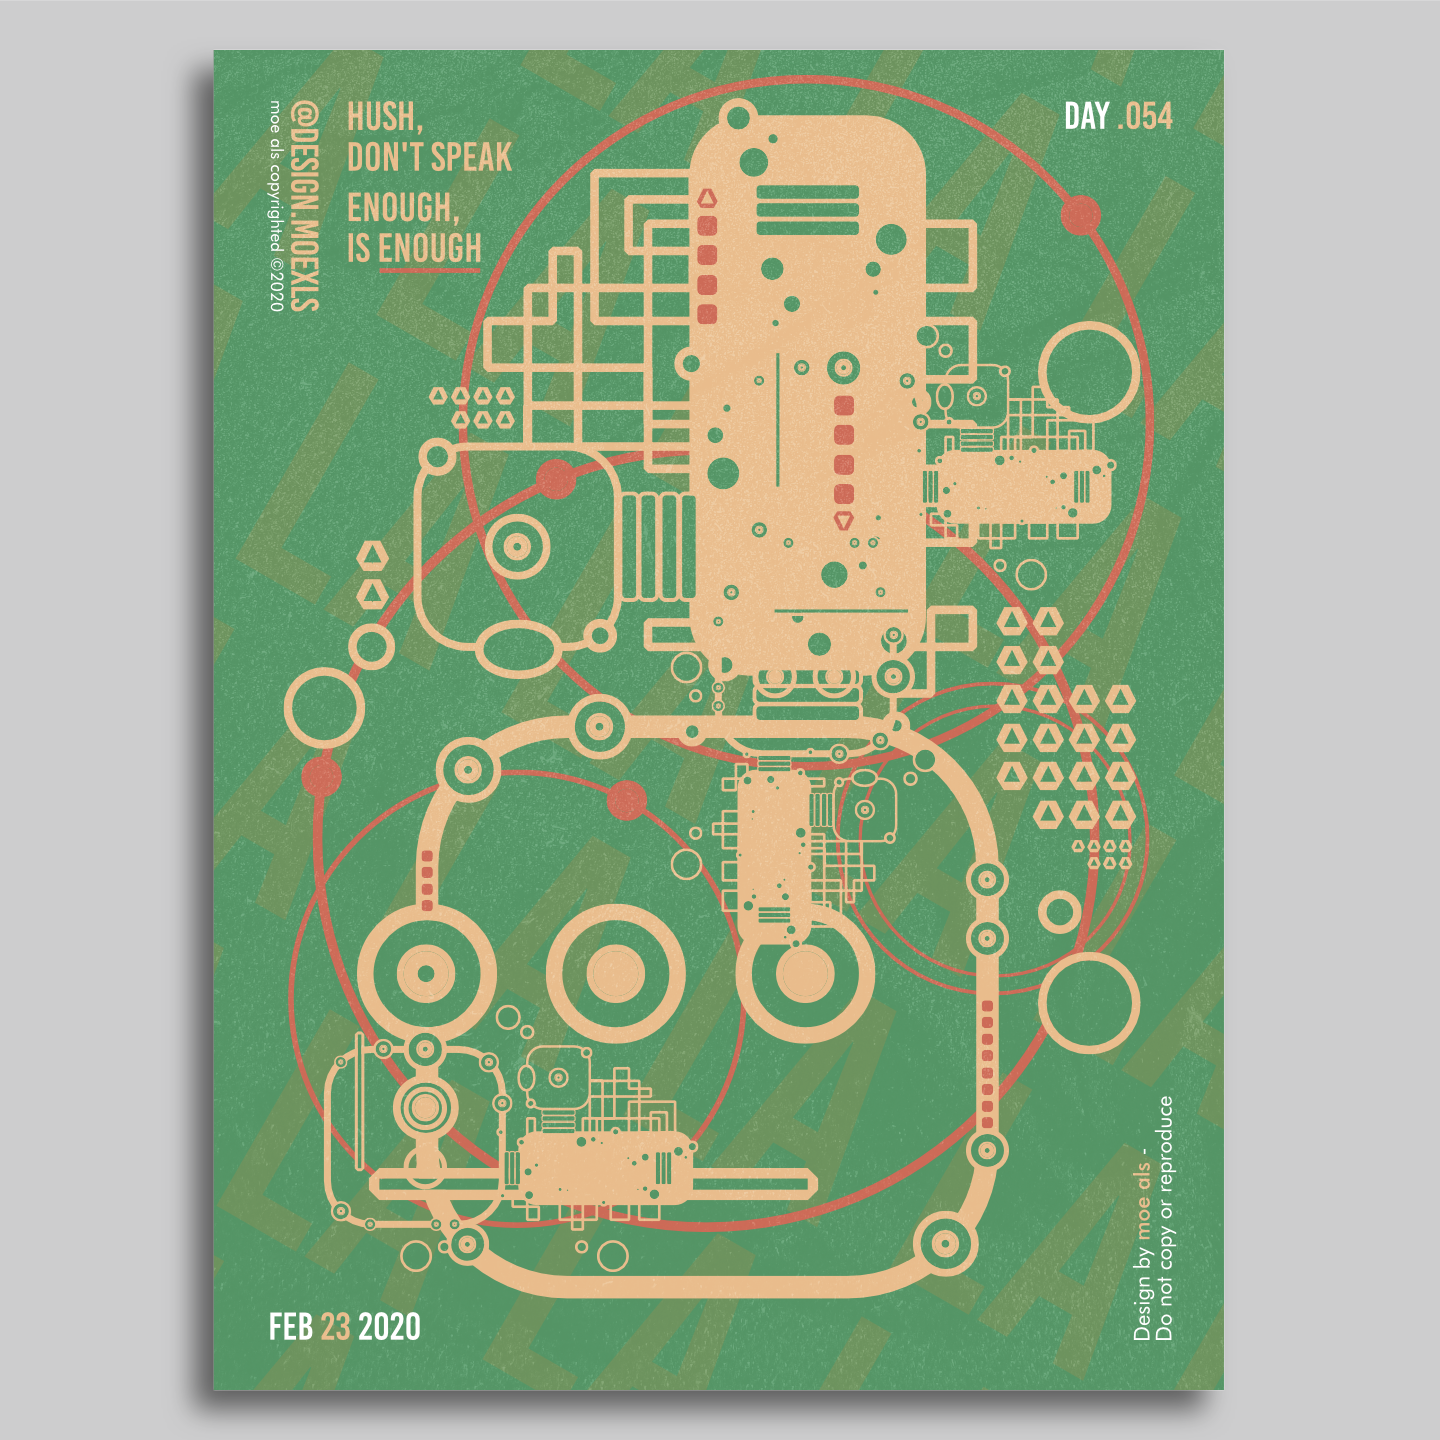 @DESIGN.MOEXLS
moe als copyrighted ©2020
HUSH,
DON'T SPEAK
ENOUGH,
IS ENOUGH
DAY .054
FEB 23 2020
Design by moe als -
Do not copy or reproduce